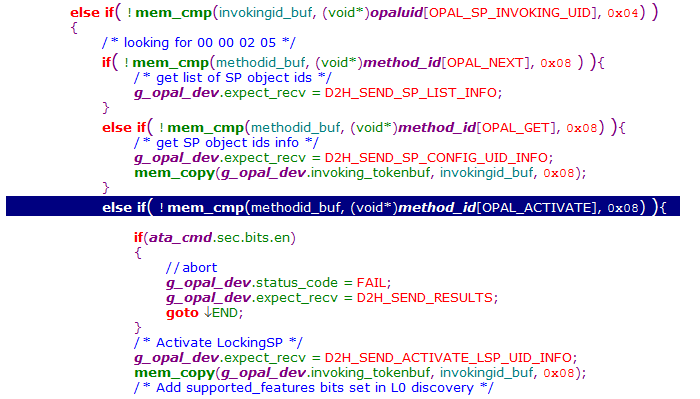 else if( !mem_cmp(invokingid_buf, (void*)opaluid[OPAL_SP_INVOKING_UID], 0x04) )
{
/* looking for 00 00 02 05 */
if( !mem_cmp(methodid_buf, (void*)method_id[OPAL_NEXT], 0x08 ) ){
/* get list of SP object ids */
g_opal_dev.expect_recv = D2H_SEND_SP_LIST_INFO;
}
else if( !mem_cmp(methodid_buf, (void*)method_id[OPAL_GET], 0x08) ){
/* get SP object ids info */
g_opal_dev.expect_recv = D2H_SEND_SP_CONFIG_UID_INFO;
mem_copy(g_opal_dev.invoking_tokenbuf, invokingid_buf, 0x08);
}
else if( !mem_cmp(methodid_buf, (void*)method_id[OPAL_ACTIVATE], 0x08) ){
if(ata_cmd.sec.bits.en)
{
//abort
g_opal_dev.status_code = FAIL;
g_opal_dev.expect_recv = D2H_SEND_RESULTS;
goto ↓END;
}
/* Activate LockingSP */
g_opal_dev.expect_recv = D2H_SEND_ACTIVATE_LSP_UID_INFO;
mem_copy(g_opal_dev.invoking_tokenbuf, invokingid_buf, 0x08);
/* Add supported_features bits set in L0 discovery */